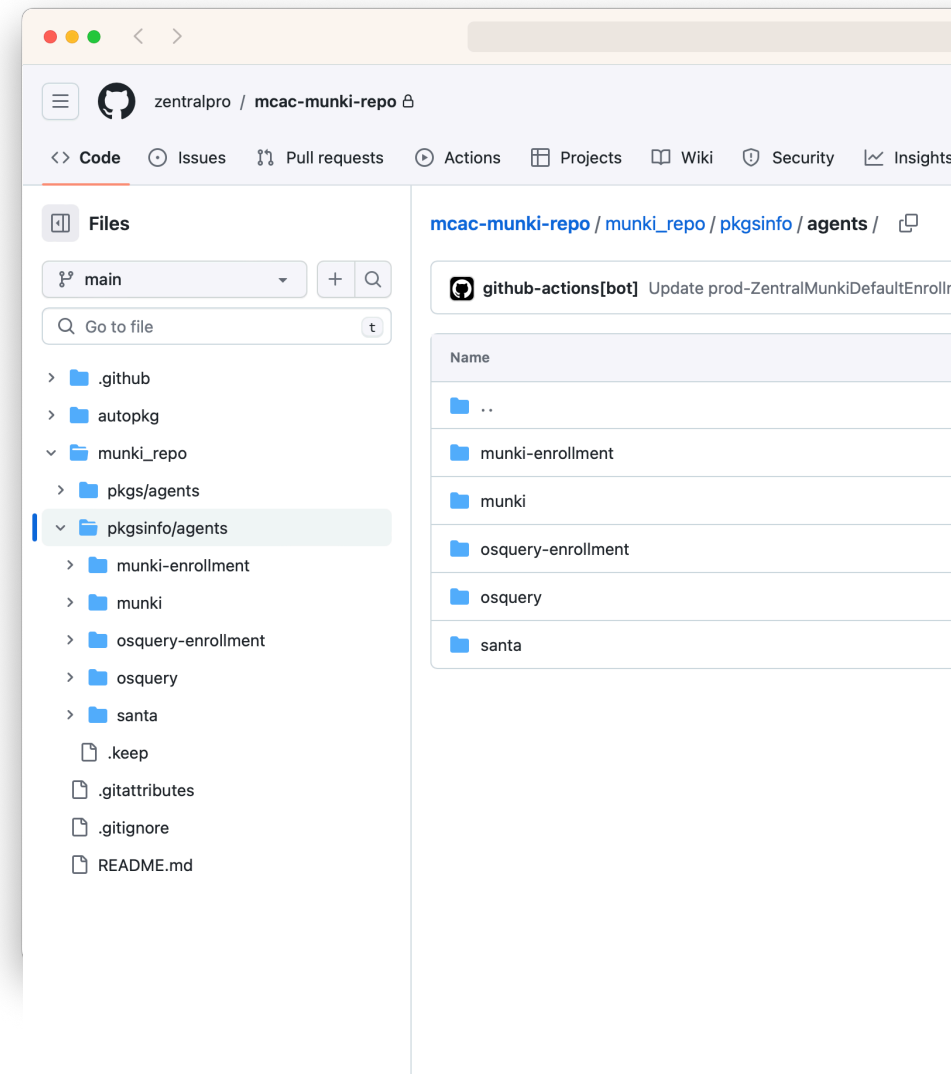 zentralpro / mcac-munki-repo
Code Issues Pull requests Actions Projects Wiki Security Insights
Files
main
Go to file t
.github
autopkg
munki_repo
pkgs/agents
pkgsinfo/agents
munki-enrollment
munki
osquery-enrollment
osquery
santa
.keep
.gitattributes
.gitignore
README.md
mcac-munki-repo / munki_repo / pkgsinfo / agents /
github-actions[bot] Update prod-ZentralMunkiDefaultEnrollm
Name
..
munki-enrollment
munki
osquery-enrollment
osquery
santa